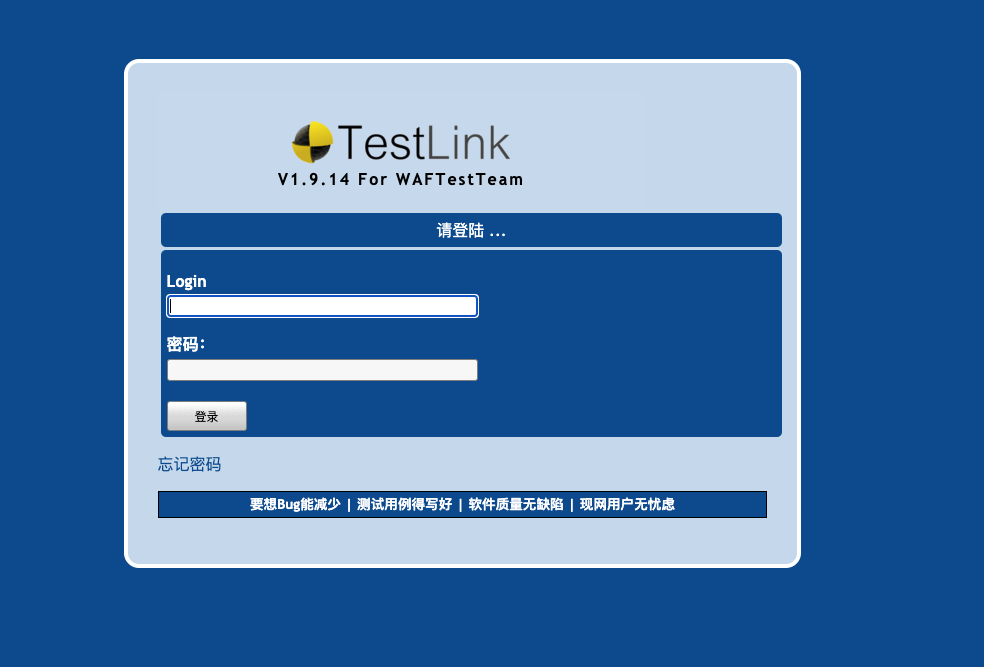 TestLink
V1.9.14 For WAFTestTeam
请登陆 ...
Login
密码：
登录
忘记密码
要想Bug能减少 | 测试用例得写好 | 软件质量无缺陷 | 现网用户无忧虑